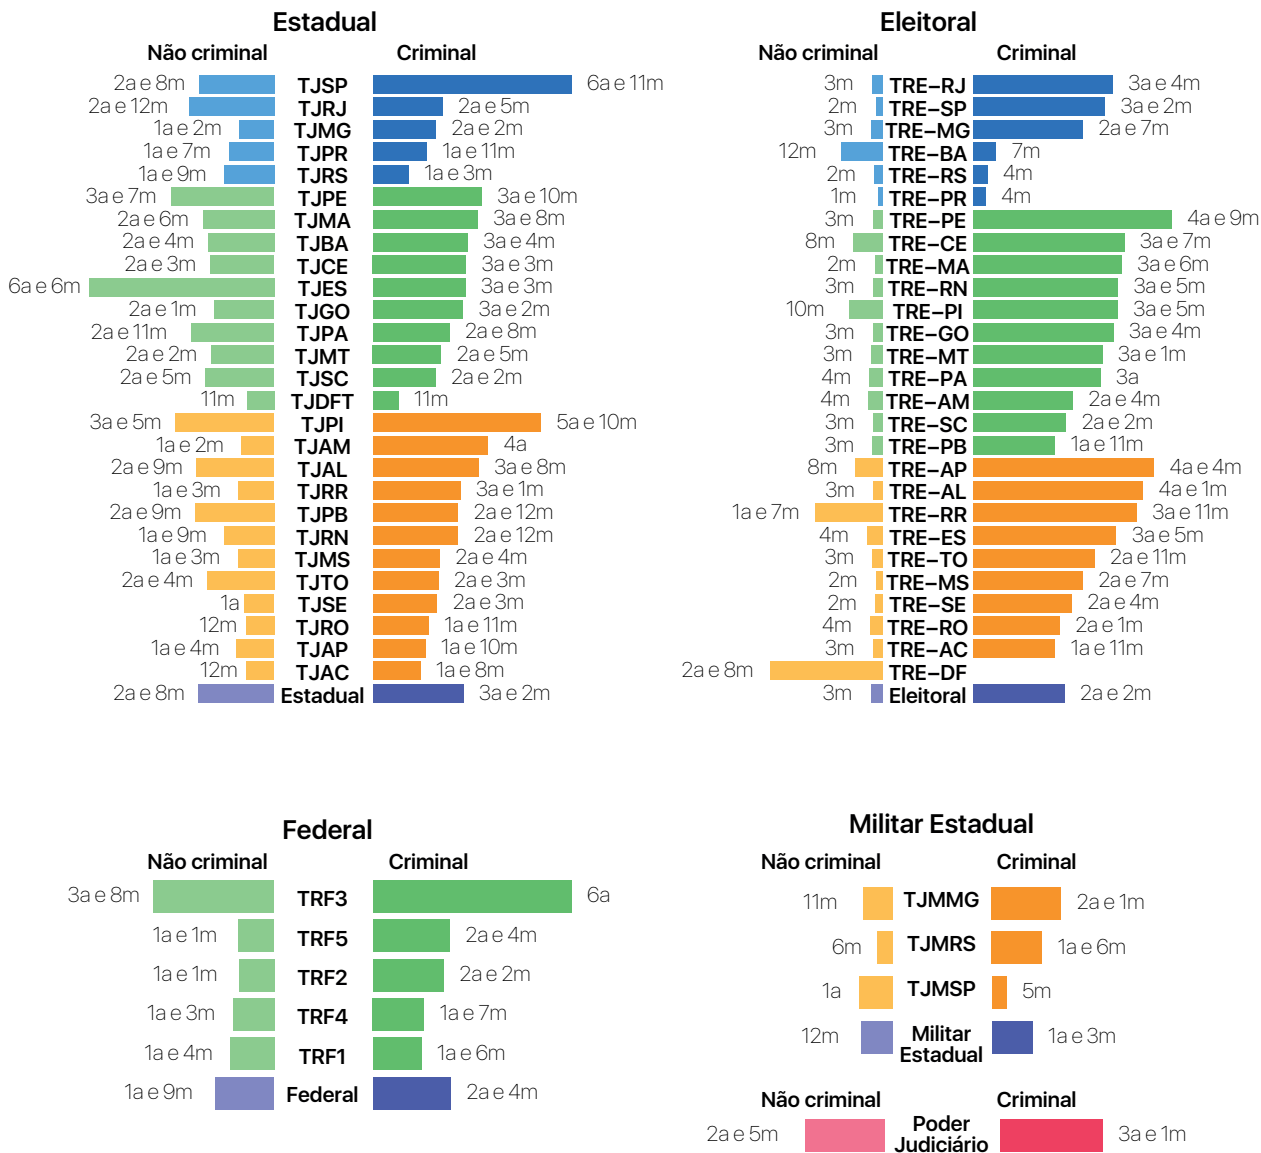 Estadual
Não criminal Criminal
2a e 8m TJSP 6a e 11m
2a e 12m TJRJ 2a e 5m
1a e 2m TJMG 2a e 2m
1a e 7m TJPR 1a e 11m
1a e 9m TJRS 1a e 3m
3a e 7m TJPE 3a e 10m
2a e 6m TJMA 3a e 8m
2a e 4m TJBA 3a e 4m
2a e 3m TJCE 3a e 3m
6a e 6m TJES 3a e 3m
2a e 1m TJGO 3a e 2m
2a e 11m TJPA 2a e 8m
2a e 2m TJMT 2a e 5m
2a e 5m TJSC 2a e 2m
11m TJDFT 11m
3a e 5m TJPI 5a e 10m
1a e 2m TJAM 4a
2a e 9m TJAL 3a e 8m
1a e 3m TJRR 3a e 1m
2a e 9m TJPB 2a e 12m
1a e 9m TJRN 2a e 12m
1a e 3m TJMS 2a e 4m
2a e 4m TJTO 2a e 3m
1a TJSE 2a e 3m
12m TJRO 1a e 11m
1a e 4m TJAP 1a e 10m
12m TJAC 1a e 8m
2a e 8m Estadual 3a e 2m
Eleitoral
Não criminal Criminal
3m TRE–RJ 3a e 4m
2m TRE–SP 3a e 2m
3m TRE–MG 2a e 7m
12m TRE–BA 7m
2m TRE–RS 4m
1m TRE–PR 4m
3m TRE–PE 4a e 9m
8m TRE–CE 3a e 7m
2m TRE–MA 3a e 6m
3m TRE–RN 3a e 5m
10m TRE–PI 3a e 5m
3m TRE–GO 3a e 4m
3m TRE–MT 3a e 1m
4m TRE–PA 3a
4m TRE–AM 2a e 4m
3m TRE–SC 2a e 2m
3m TRE–PB 1a e 11m
8m TRE–AP 4a e 4m
3m TRE–AL 4a e 1m
1a e 7m TRE–RR 3a e 11m
4m TRE–ES 3a e 5m
3m TRE–TO 2a e 11m
2m TRE–MS 2a e 7m
2m TRE–SE 2a e 4m
4m TRE–RO 2a e 1m
3m TRE–AC 1a e 11m
2a e 8m TRE–DF
3m Eleitoral 2a e 2m
Federal
Não criminal Criminal
3a e 8m TRF3 6a
1a e 1m TRF5 2a e 4m
1a e 1m TRF2 2a e 2m
1a e 3m TRF4 1a e 7m
1a e 4m TRF1 1a e 6m
1a e 9m Federal 2a e 4m
Militar Estadual
Não criminal Criminal
11m TJMMG 2a e 1m
6m TJMRS 1a e 6m
1a TJMSP 5m
12m Militar 1a e 3m
Estadual
Não criminal Criminal
2a e 5m Poder 3a e 1m
Judiciário